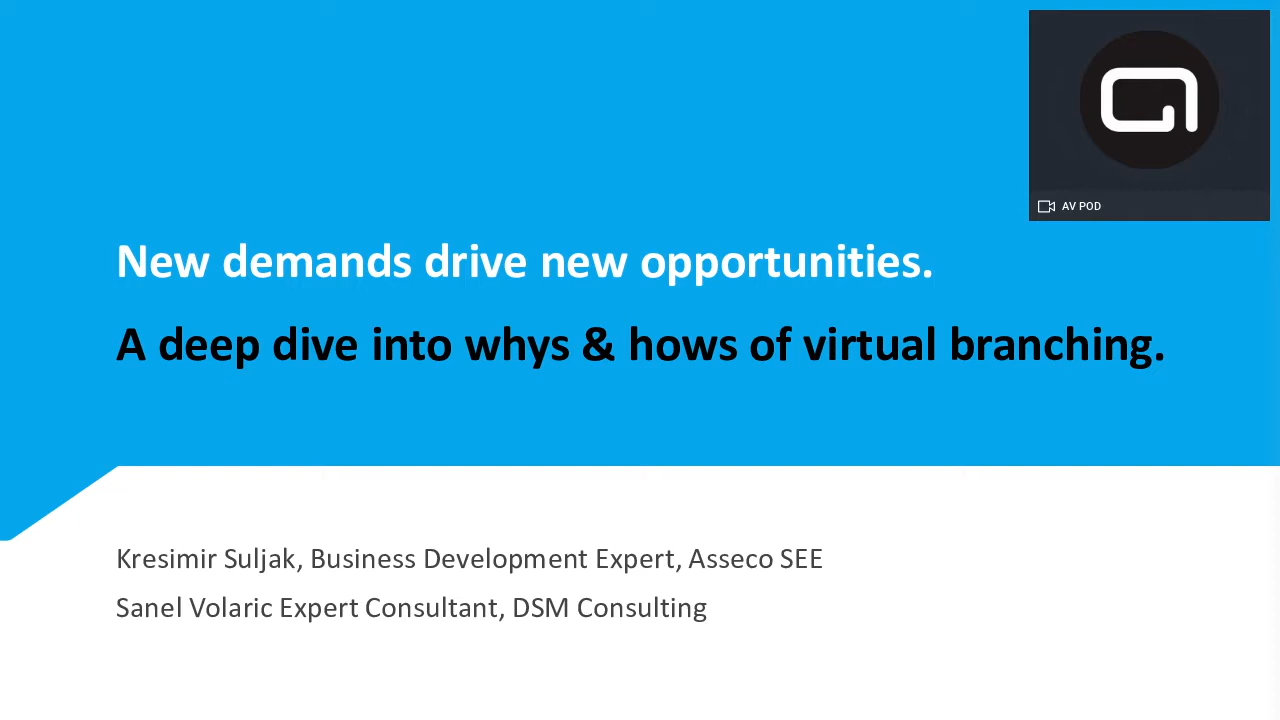 AV POD
New demands drive new opportunities.
A deep dive into whys & hows of virtual branching.
Kresimir Suljak, Business Development Expert, Asseco SEE
Sanel Volaric Expert Consultant, DSM Consulting